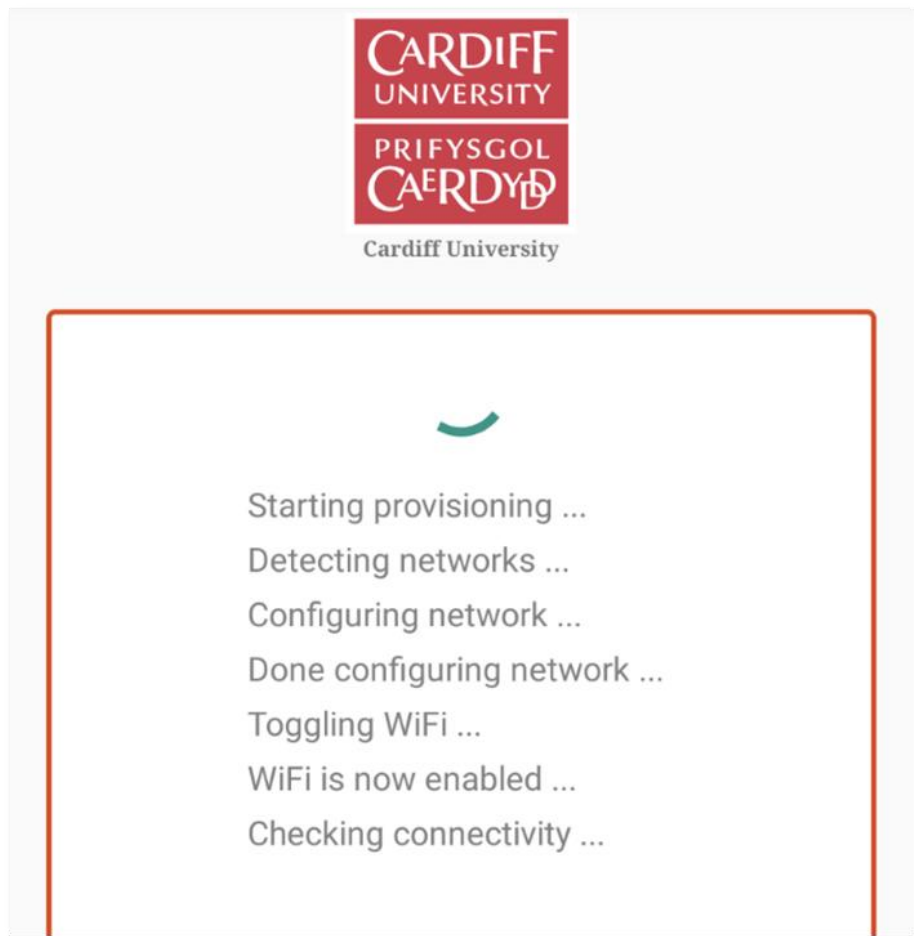 CARDIFF
UNIVERSITY
PRIFYSGOL
CAERDYDD
Cardiff University
Starting provisioning ...
Detecting networks ...
Configuring network ...
Done configuring network ...
Toggling WiFi ...
WiFi is now enabled ...
Checking connectivity ...